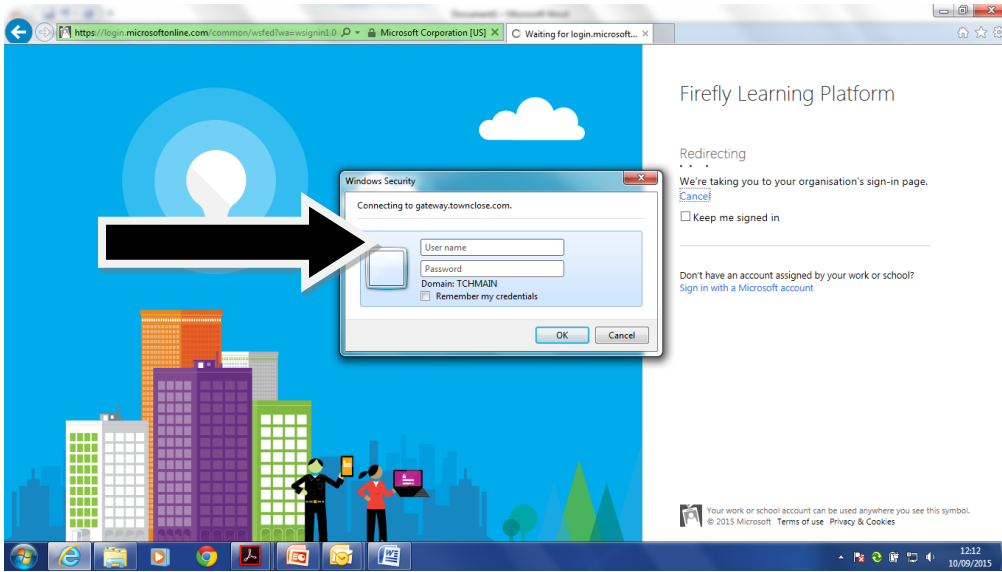 Document1 - Microsoft Word
https://login.microsoftonline.com/common/wsfed?wa=wsignin1.0
Microsoft Corporation [US]
Waiting for login.microsoft...
Firefly Learning Platform
Redirecting
We're taking you to your organisation's sign-in page.
Cancel
Keep me signed in
Don't have an account assigned by your work or school?
Sign in with a Microsoft account
Windows Security
Connecting to gateway.townclose.com.
User name
Password
Domain: TCHMAIN
Remember my credentials
OK Cancel
Your work or school account can be used anywhere you see this symbol.
© 2015 Microsoft Terms of use Privacy & Cookies
12:12
10/09/2015